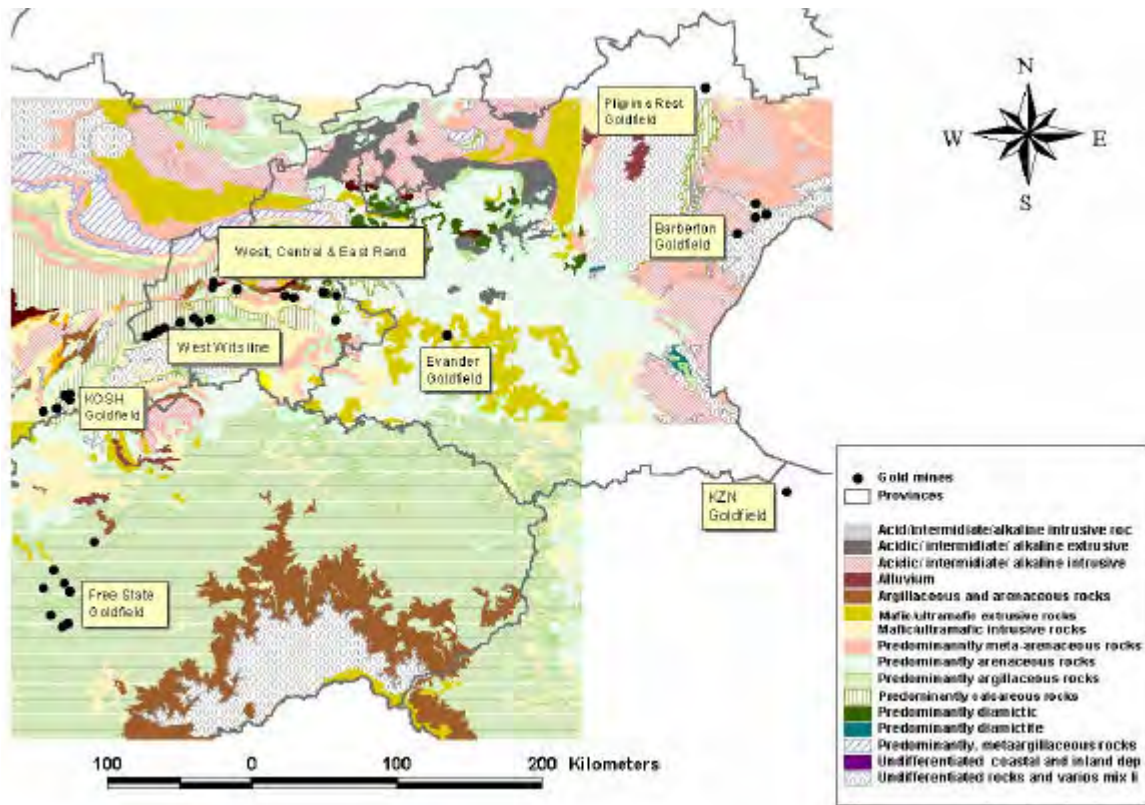 N
W E
S
Pilgrims Rest
Goldfield
Barberton
Goldfield
West, Central & East Rand
West Wits line
Evander
Goldfield
KOSH
Goldfield
KZN
Goldfield
Free State
Goldfield
Gold mines
Provinces
Acid/intermidiate/alkaline intrusive roc
Acidic/ intermidiate/ alkaline extrusive
Acidic/ intermidiate/ alkaline intrusive
Alluvium
Argillaceous and arenaceous rocks
Mafic/ultramafic extrusive rocks
Mafic/ultramafic intrusive rocks
Predominanntly meta-arenaceous rocks
Predominantly arenaceous rocks
Predominantly argillaceous rocks
Predominantly calcareous rocks
Predominantly diamictic
Predominantly diamictite
Predominantly, metaargillaceous rocks
Undifferentiated coastal and inland dep
Undifferentiated rocks and varios mix li
100 0 100 200 Kilometers